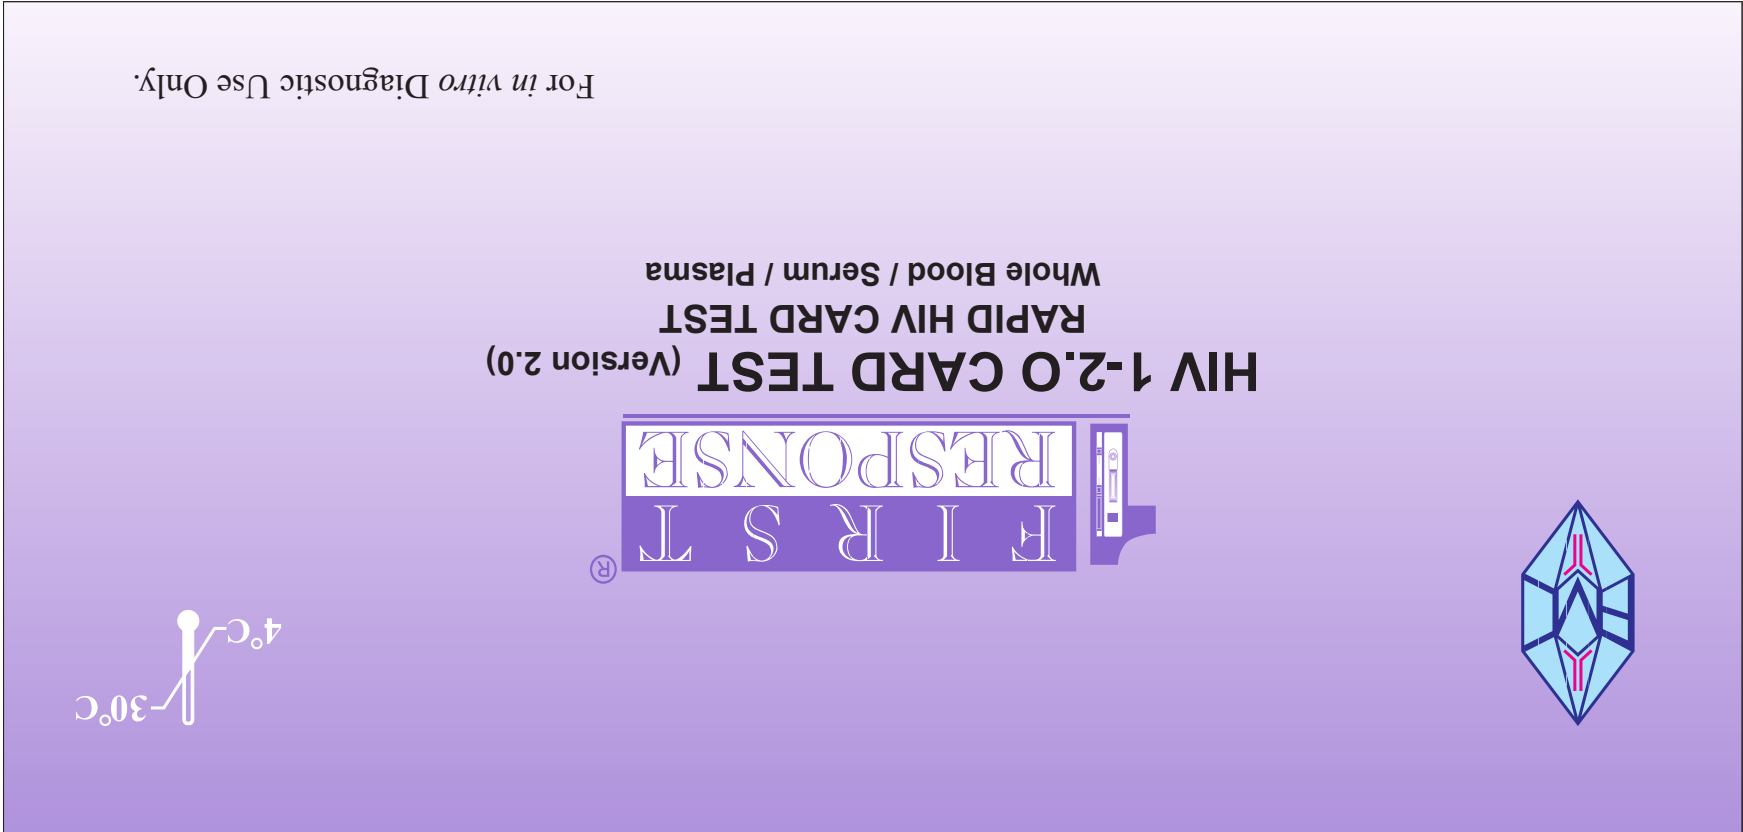 4°C
30°C
FIRST
RESPONSE
®
HIV 1-2.O CARD TEST (Version 2.0)
RAPID HIV CARD TEST
Whole Blood / Serum / Plasma
For in vitro Diagnostic Use Only.